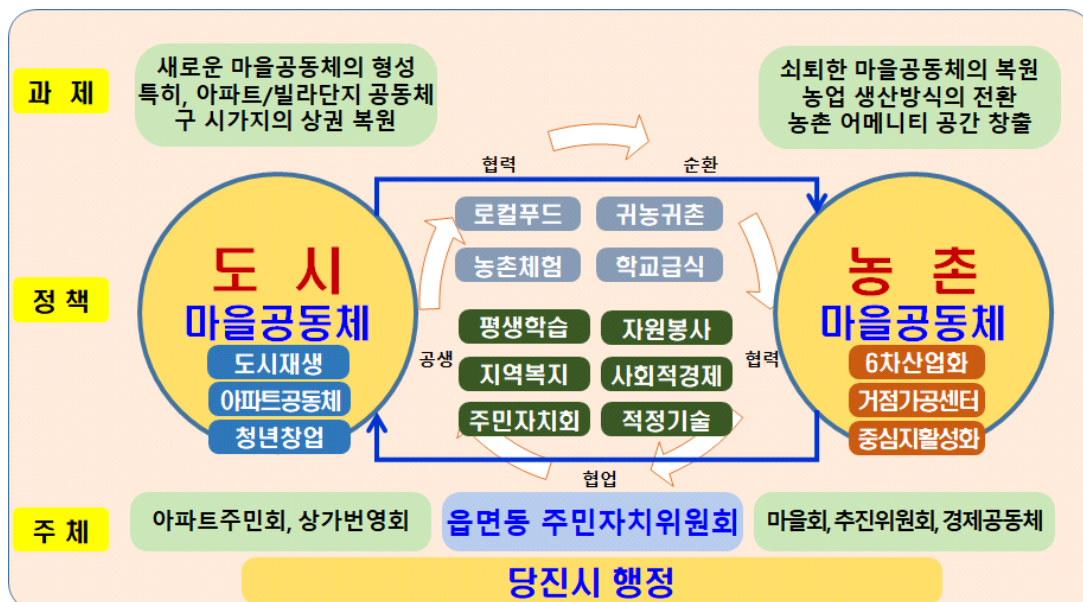 과 제
새로운 마을공동체의 형성
특히, 아파트/빌라단지 공동체
구 시가지의 상권 복원
쇠퇴한 마을공동체의 복원
농업 생산방식의 전환
농촌 어메니티 공간 창출
협력
순환
로컬푸드
귀농귀촌
농촌체험
학교급식
정 책
도 시
마을공동체
도시재생
아파트공동체
청년창업
공생
평생학습
자원봉사
지역복지
사회적경제
주민자치회
적정기술
협력
농 촌
마을공동체
6차산업화
거점가공센터
중심지활성화
협업
주 체
아파트주민회, 상가번영회
읍면동 주민자치위원회
마을회, 추진위원회, 경제공동체
당진시 행정